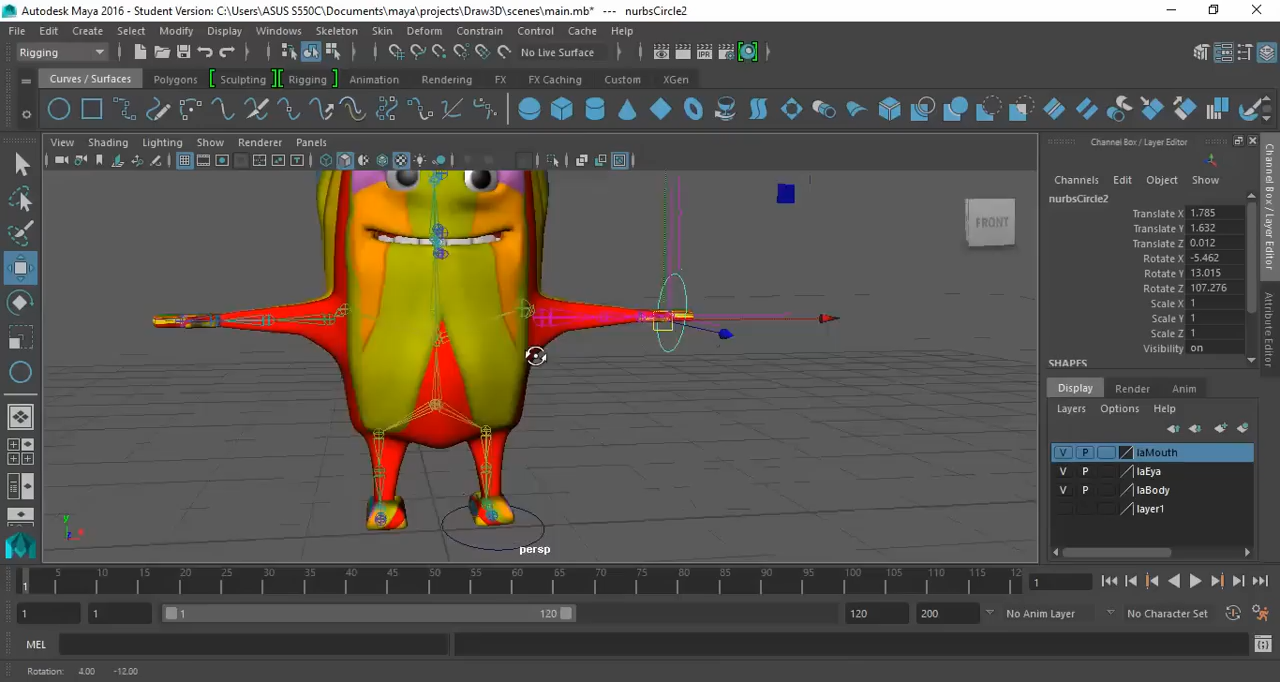 Autodesk Maya 2016 - Student Version: C:\Users\ASUS S550C\Documents\maya\projects\Draw3D\scenes\main.mb* --- nurbsCircle2
File Edit Create Select Modify Display Windows Skeleton Skin Deform Constrain Control Cache Help
Rigging No Live Surface
Curves / Surfaces Polygons Sculpting Rigging Animation Rendering FX FX Caching Custom XGen
View Shading Lighting Show Renderer Panels
Channel Box / Layer Editor
Channels Edit Object Show
nurbsCircle2
Translate X 1.785
Translate Y 1.632
Translate Z 0.012
Rotate X -5.462
Rotate Y 13.015
Rotate Z 107.276
Scale X 1
Scale Y 1
Scale Z 1
Visibility on
SHAPES
Channel Box / Layer Editor
Attribute Editor
FRONT
Display Render Anim
Layers Options Help
V P laMouth
V P laEya
V P laBody
layer1
y
persp
5 10 15 20 25 30 35 40 45 50 55 60 65 70 75 80 85 90 95 100 105 110 115 12
1 1
1 1 1 120 120 200 No Anim Layer No Character Set
MEL
Rotation: 4.00 -12.00